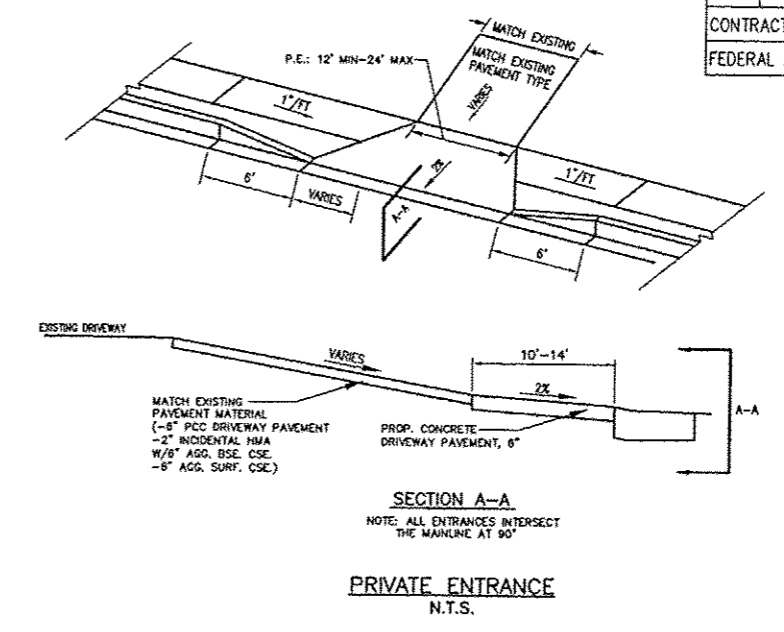 CONTRACT
FEDERAL
MATCH EXISTING
MATCH EXISTING
PAVEMENT TYPE
VARIES
P.E.: 12' MIN-24' MAX
1"/FT
1"/FT
2%
6'
VARIES
A-A
6'
EXISTING DRIVEWAY
VARIES
10'-14'
2%
A-A
MATCH EXISTING
PAVEMENT MATERIAL
(-6" PCC DRIVEWAY PAVEMENT
-2" INCIDENTAL HMA
W/6" AGG. BSE. CSE.
-6" AGG. SURF. CSE.)
PROP. CONCRETE
DRIVEWAY PAVEMENT, 6"
SECTION A-A
NOTE: ALL ENTRANCES INTERSECT
THE MAINLINE AT 90°
PRIVATE ENTRANCE
N.T.S.